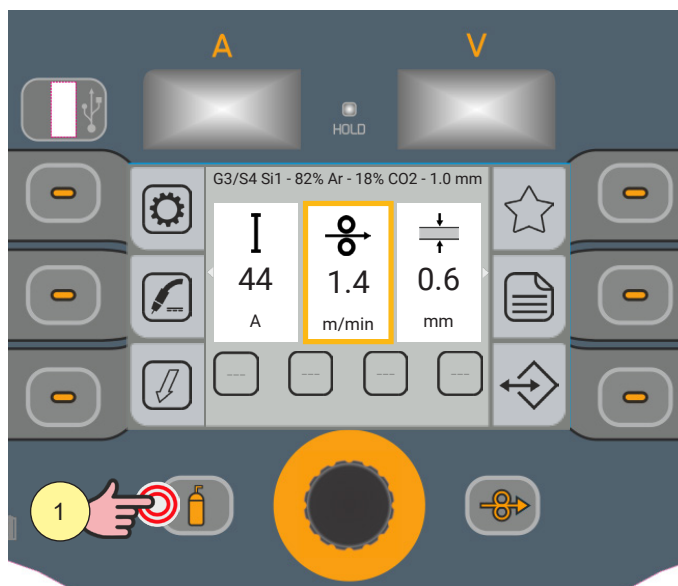 A
V
HOLD
G3/S4 Si1 - 82% Ar - 18% CO2 - 1.0 mm
44
1.4
0.6
A
m/min
mm
--- --- --- ---
1